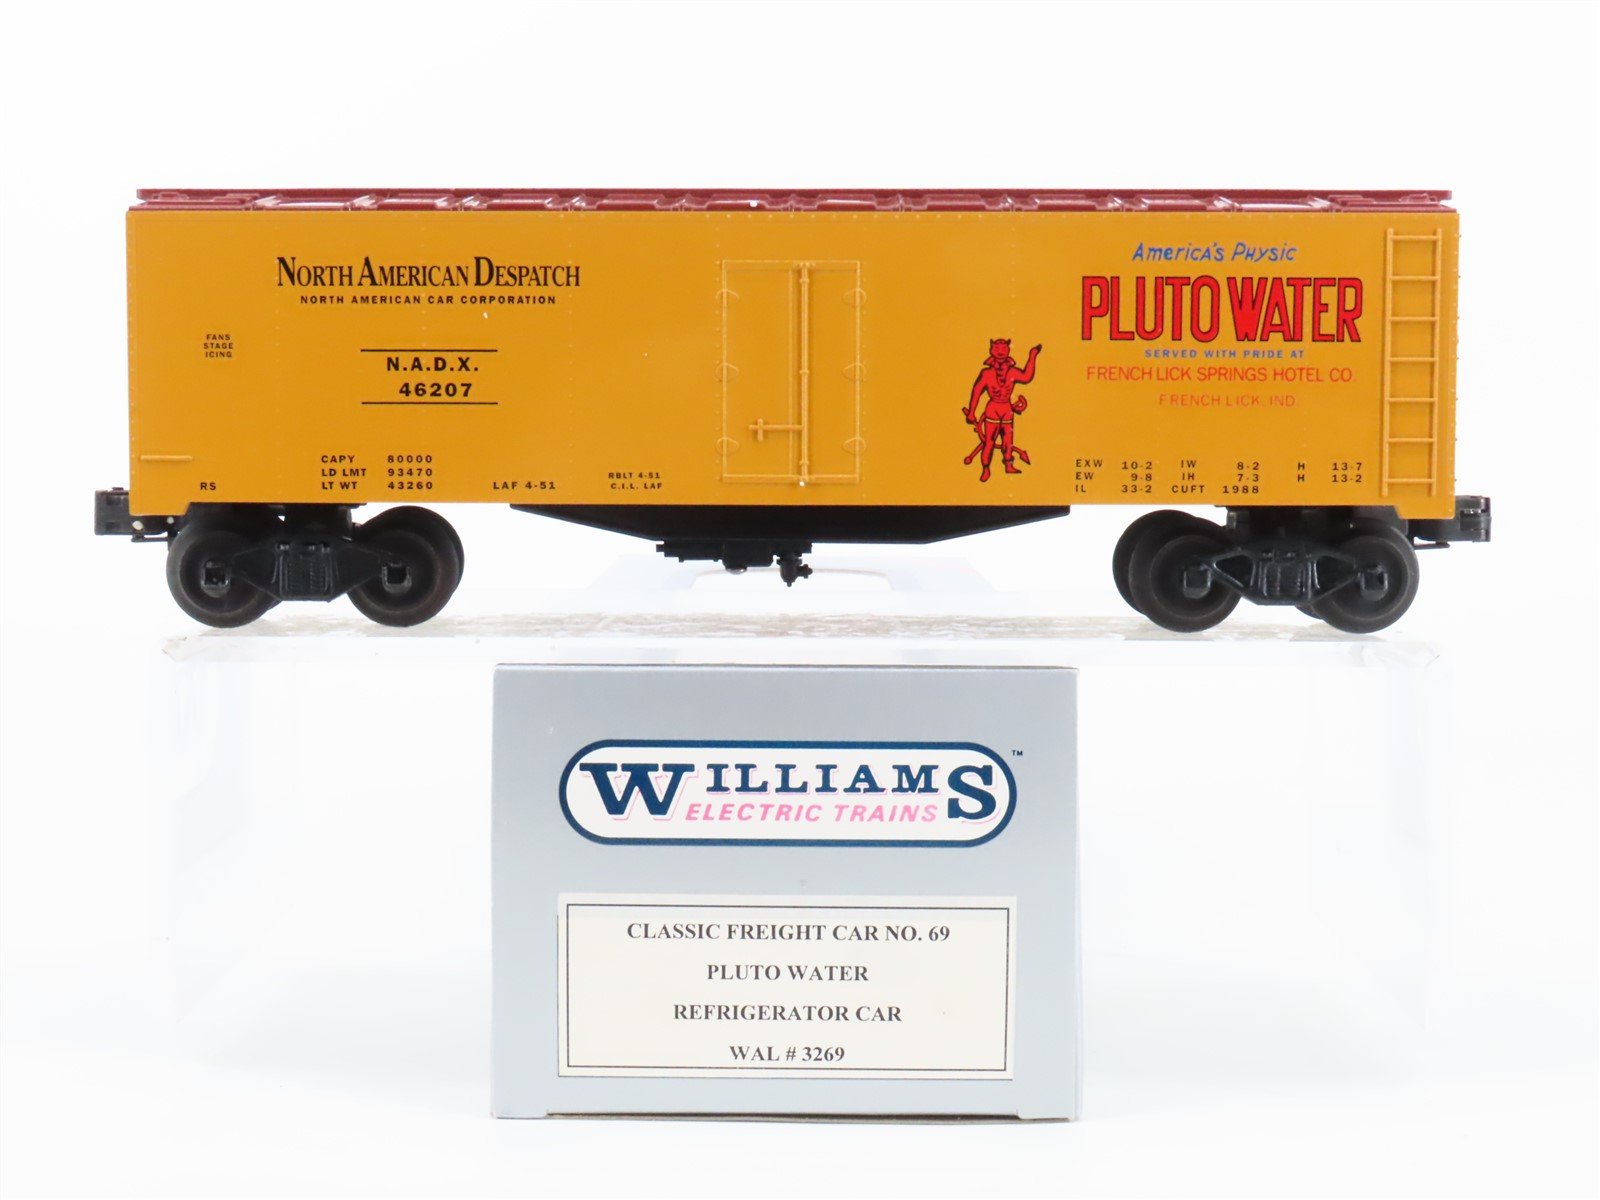 NORTH AMERICAN DESPATCH
NORTH AMERICAN CAR CORPORATION
FANS
STAGE
ICING
N.A.D.X.
46207
CAPY 80000
LD LMT 93470
LT WT 43260
RS
LAF 4-51
RBLT 4-51
C.I.L. LAF
America's Physic
PLUTO WATER
SERVED WITH PRIDE AT
FRENCH LICK SPRINGS HOTEL CO.
FRENCH LICK, IND.
EXW 10-2 IW 8-2 H 13-7
EW 9-8 IH 7-3 H 13-2
IL 33-2 CUFT 1988
WILLIAMS
ELECTRIC TRAINS
TM
CLASSIC FREIGHT CAR NO. 69
PLUTO WATER
REFRIGERATOR CAR
WAL # 3269